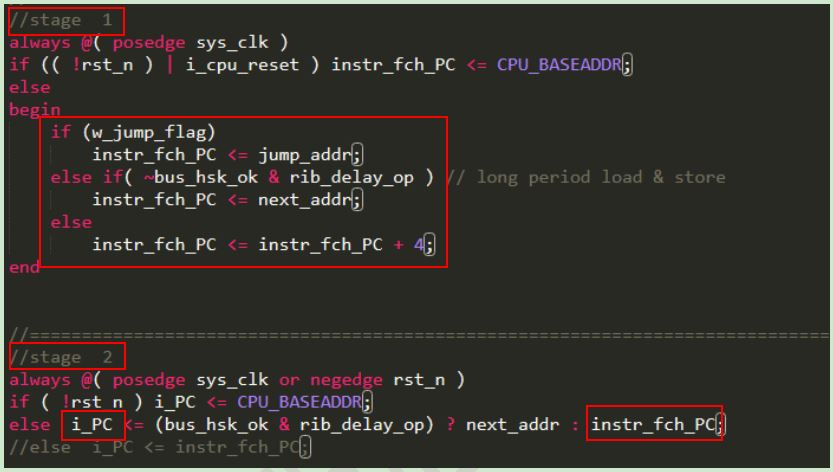 //stage 1
always @( posedge sys_clk )
if (( !rst_n ) | i_cpu_reset ) instr_fch_PC <= CPU_BASEADDR;
else
begin
if (w_jump_flag)
instr_fch_PC <= jump_addr;
else if( ~bus_hsk_ok & rib_delay_op ) // long period load & store
instr_fch_PC <= next_addr;
else
instr_fch_PC <= instr_fch_PC + 4;
end
//==============================================================================
//stage 2
always @( posedge sys_clk or negedge rst_n )
if ( !rst_n ) i_PC <= CPU_BASEADDR;
else i_PC <= (bus_hsk_ok & rib_delay_op) ? next_addr : instr_fch_PC;
//else i_PC <= instr_fch_PC;